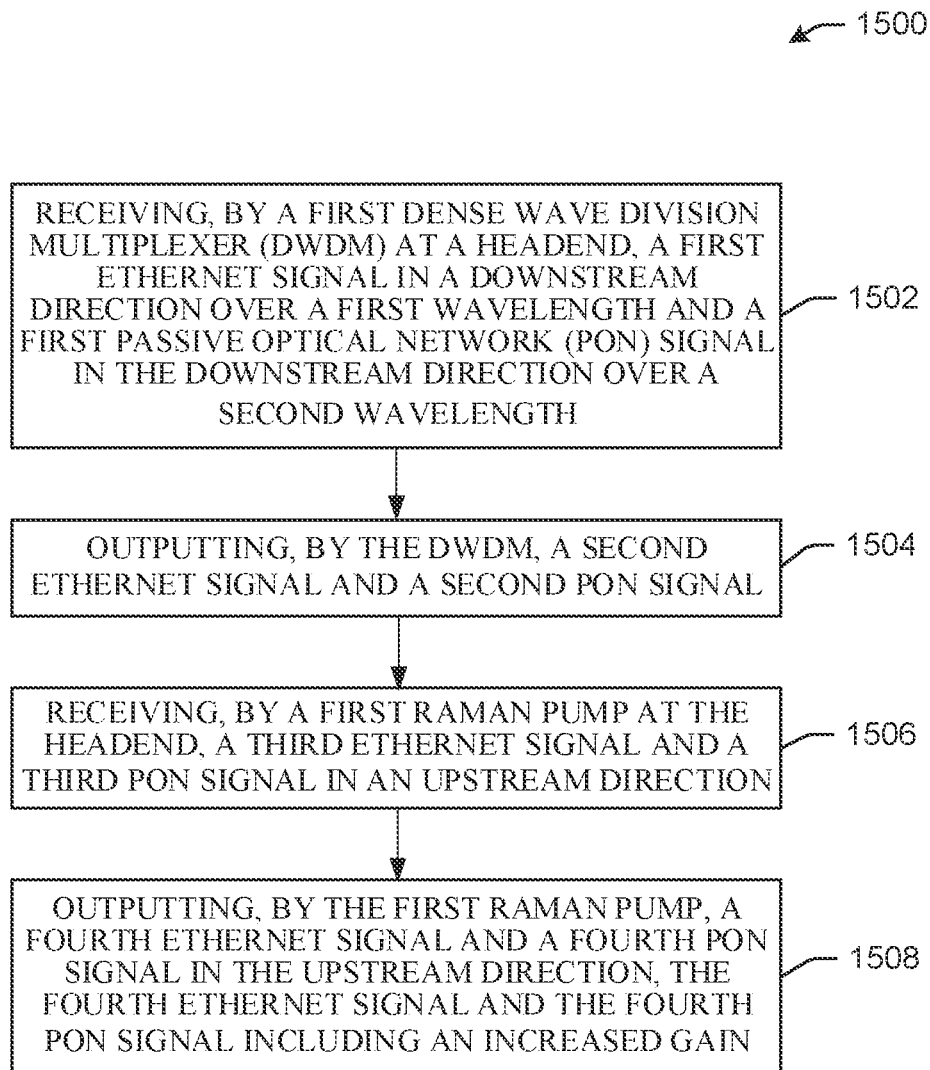 1500
RECEIVING, BY A FIRST DENSE WAVE DIVISION
MULTIPLEXER (DWDM) AT A HEADEND, A FIRST
ETHERNET SIGNAL IN A DOWNSTREAM
DIRECTION OVER A FIRST WAVELENGTH AND A
FIRST PASSIVE OPTICAL NETWORK (PON) SIGNAL
IN THE DOWNSTREAM DIRECTION OVER A
SECOND WAVELENGTH
1502
OUTPUTTING, BY THE DWDM, A SECOND
ETHERNET SIGNAL AND A SECOND PON SIGNAL
1504
RECEIVING, BY A FIRST RAMAN PUMP AT THE
HEADEND, A THIRD ETHERNET SIGNAL AND A
THIRD PON SIGNAL IN AN UPSTREAM DIRECTION
1506
OUTPUTTING, BY THE FIRST RAMAN PUMP, A
FOURTH ETHERNET SIGNAL AND A FOURTH PON
SIGNAL IN THE UPSTREAM DIRECTION, THE
FOURTH ETHERNET SIGNAL AND THE FOURTH
PON SIGNAL INCLUDING AN INCREASED GAIN
1508